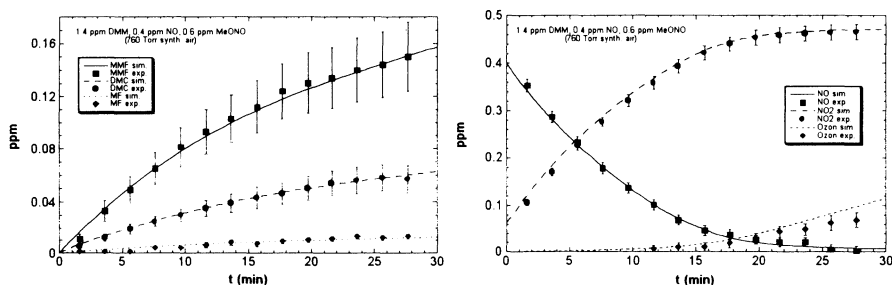 1.4 ppm DMM, 0.4 ppm NO, 0.6 ppm MeONO
(760 Torr synth. air)
MMF sim
MMF exp
DMC sim.
DMC exp.
MF sim
MF exp.
0.16
0.12
0.08
0.04
0
ppm
0 5 10 15 20 25 30
t (min)
1.4 ppm DMM, 0.4 ppm NO, 0.6 ppm MeONO
(760 Torr synth. air)
NO sim
NO exp
NO2 sim
NO2 exp
Ozon sim
Ozon exp.
0.5
0.4
0.3
0.2
0.1
0
ppm
0 5 10 15 20 25 30
t (min)